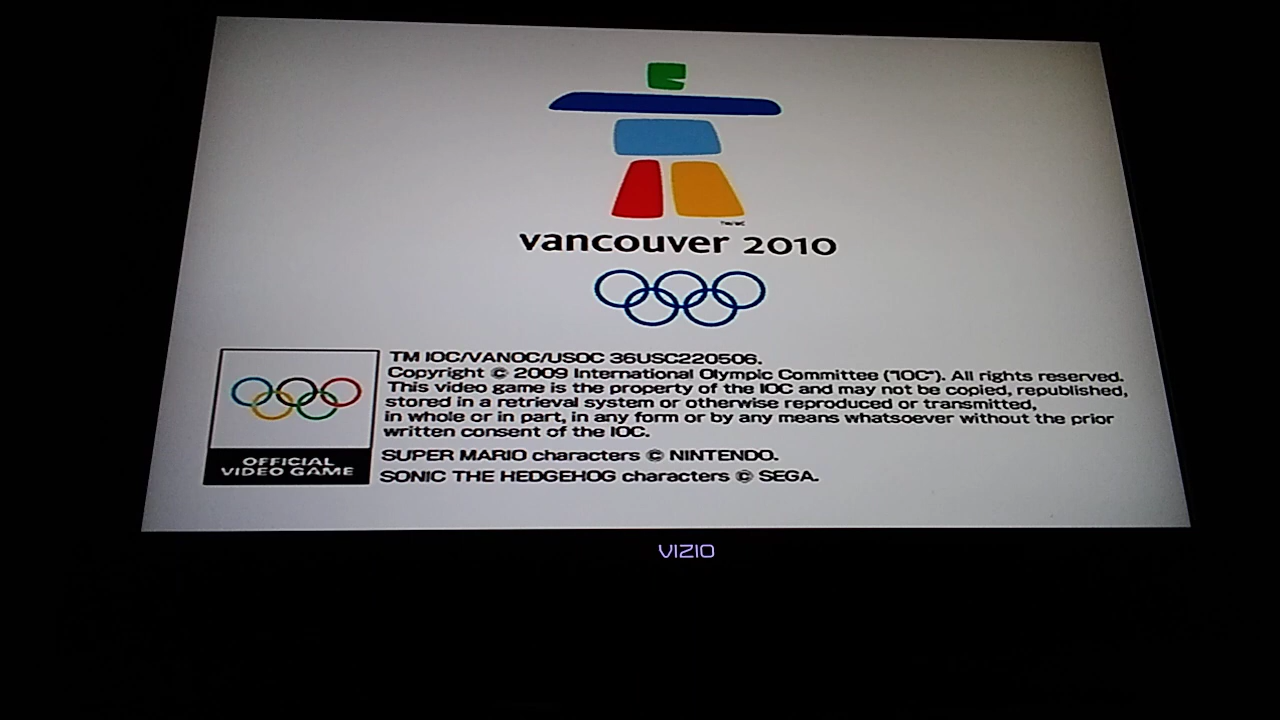 vancouver 2010
TM IOC/VANOC/USOC 36USC220506.
Copyright © 2009 International Olympic Committee ("IOC"). All rights reserved.
This video game is the property of the IOC and may not be copied, republished,
stored in a retrieval system or otherwise reproduced or transmitted,
in whole or in part, in any form or by any means whatsoever without the prior
written consent of the IOC.
SUPER MARIO characters © NINTENDO.
SONIC THE HEDGEHOG characters © SEGA.
OFFICIAL
VIDEO GAME
VIZIO